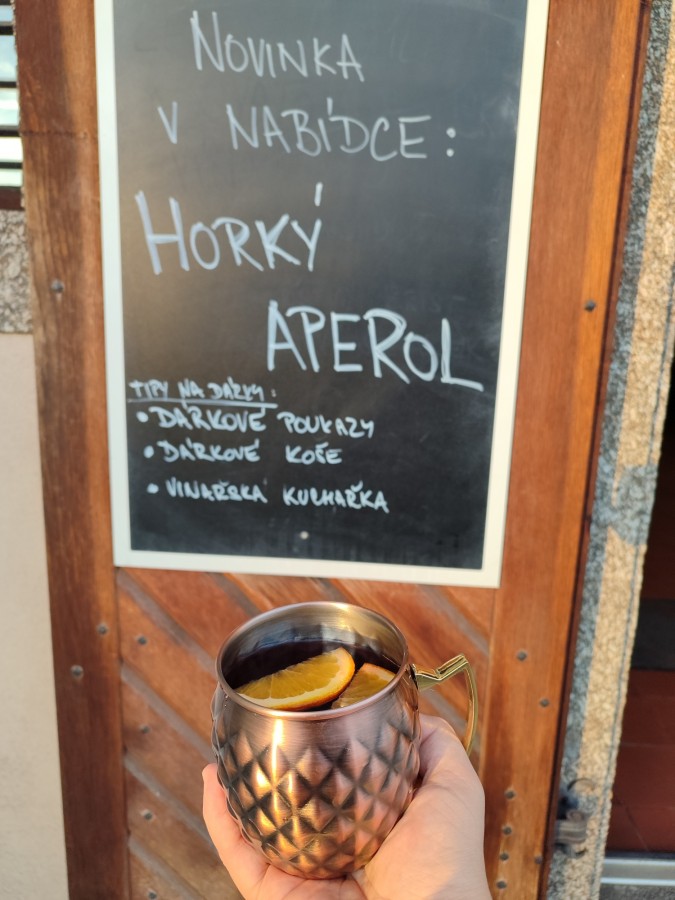 NOVINKA
V NABÍDCE:
HORKÝ
APEROL
TIPY NA DÁRKY:
• DÁRKOVÉ POUKAZY
• DÁRKOVÉ KOŠE
• VINAŘSKÁ KUCHAŘKA